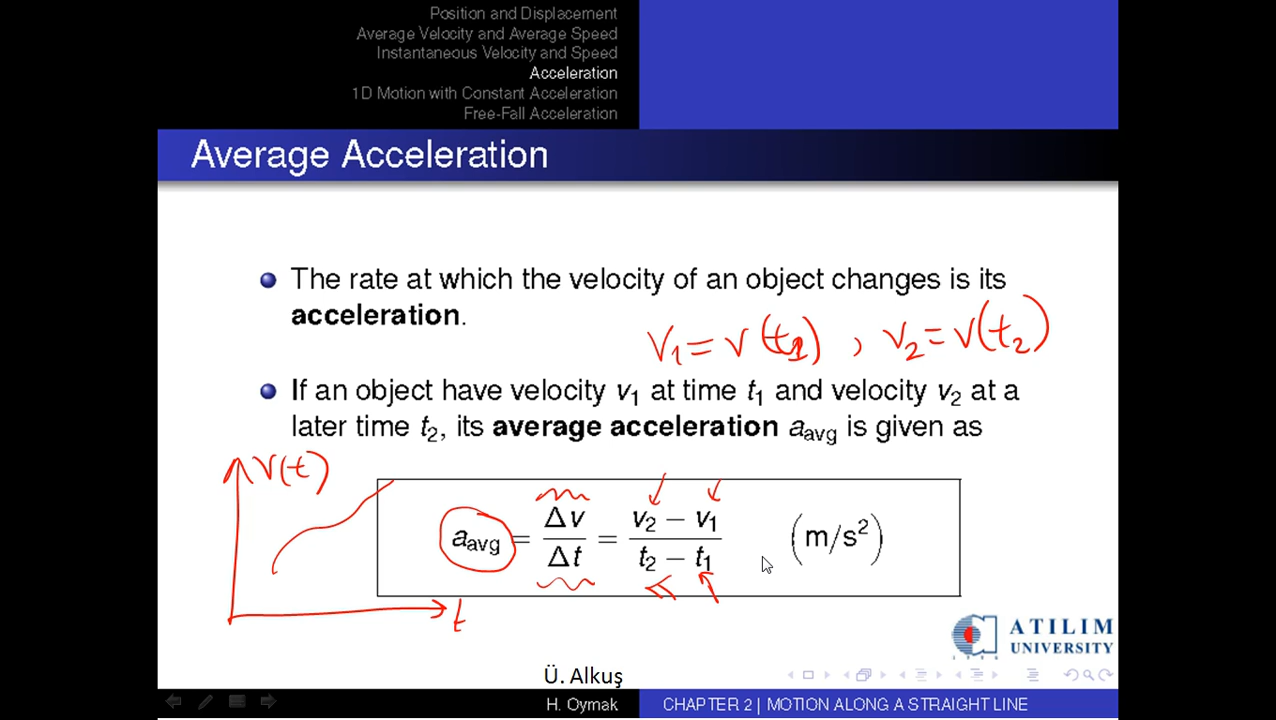 Position and Displacement
Average Velocity and Average Speed
Instantaneous Velocity and Speed
Acceleration
1D Motion with Constant Acceleration
Free-Fall Acceleration
Average Acceleration
The rate at which the velocity of an object changes is its
acceleration.
v₁ = v(t₁) , v₂ = v(t₂)
If an object have velocity v₁ at time t₁ and velocity v₂ at a
later time t₂, its average acceleration aavg is given as
v(t)
aavg = Δv/Δt = (v₂ − v₁)/(t₂ − t₁) (m/s²)
t
ATILIM
UNIVERSITY
Ü. Alkuş
H. Oymak CHAPTER 2 | MOTION ALONG A STRAIGHT LINE